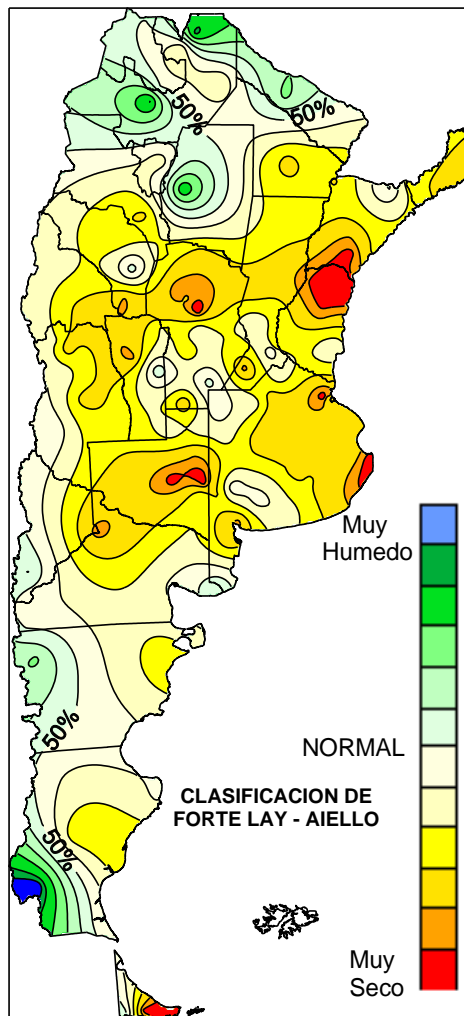 50%
50%
Muy
Humedo
50%
NORMAL
CLASIFICACION DE
FORTE LAY - AIELLO
50%
Muy
Seco